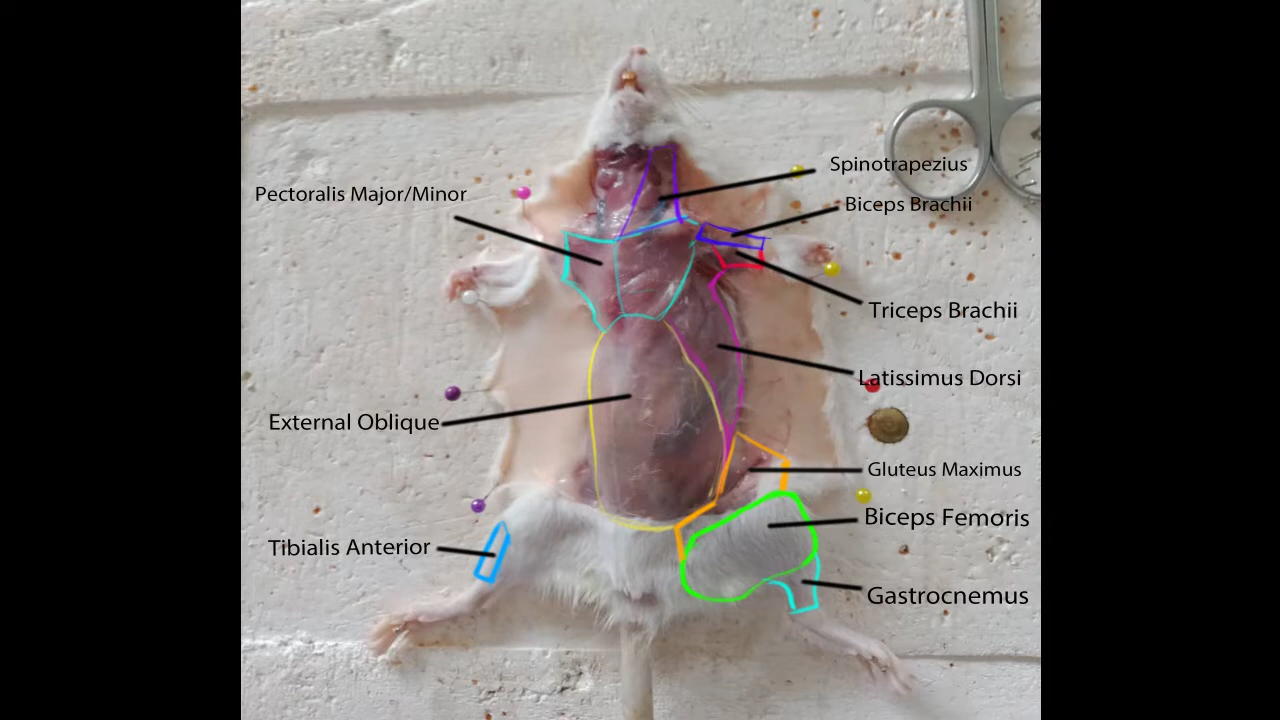 Spinotrapezius
Pectoralis Major/Minor
Biceps Brachii
Triceps Brachii
Latissimus Dorsi
External Oblique
Gluteus Maximus
Biceps Femoris
Tibialis Anterior
Gastrocnemus